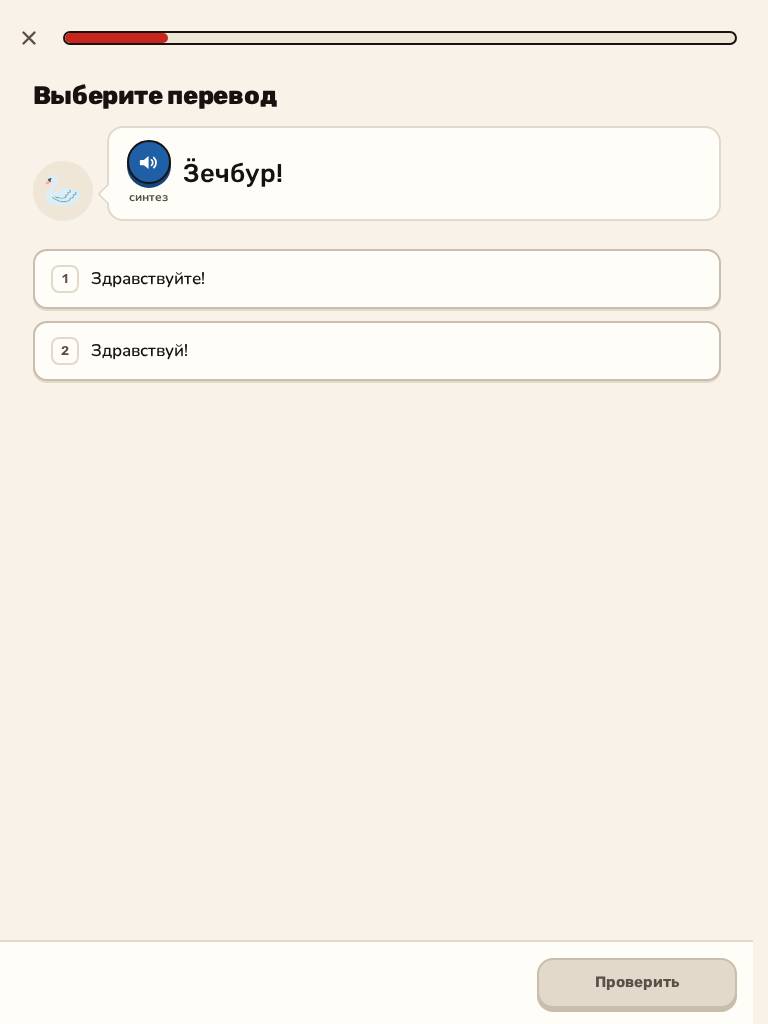 Выберите перевод
Ӟечбур!
синтез
1 Здравствуйте!
2 Здравствуй!
Проверить